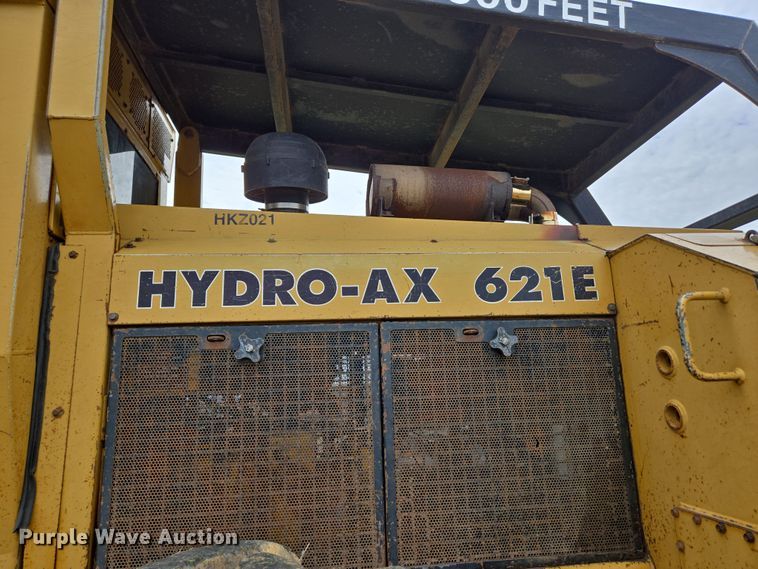 FEET
HKZ021
HYDRO-AX 621E
Purple Wave Auction